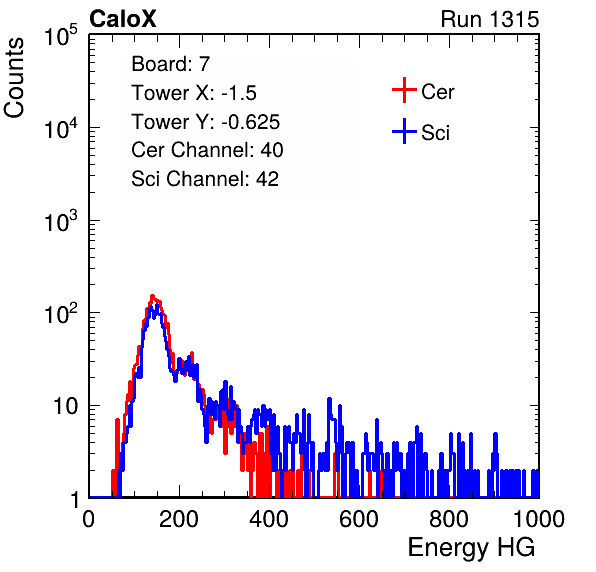 CaloX Run 1315
Counts
Board: 7
Tower X: -1.5
Tower Y: -0.625
Cer Channel: 40
Sci Channel: 42
Cer
Sci
10^5
10^4
10^3
10^2
10
1
0 200 400 600 800 1000
Energy HG